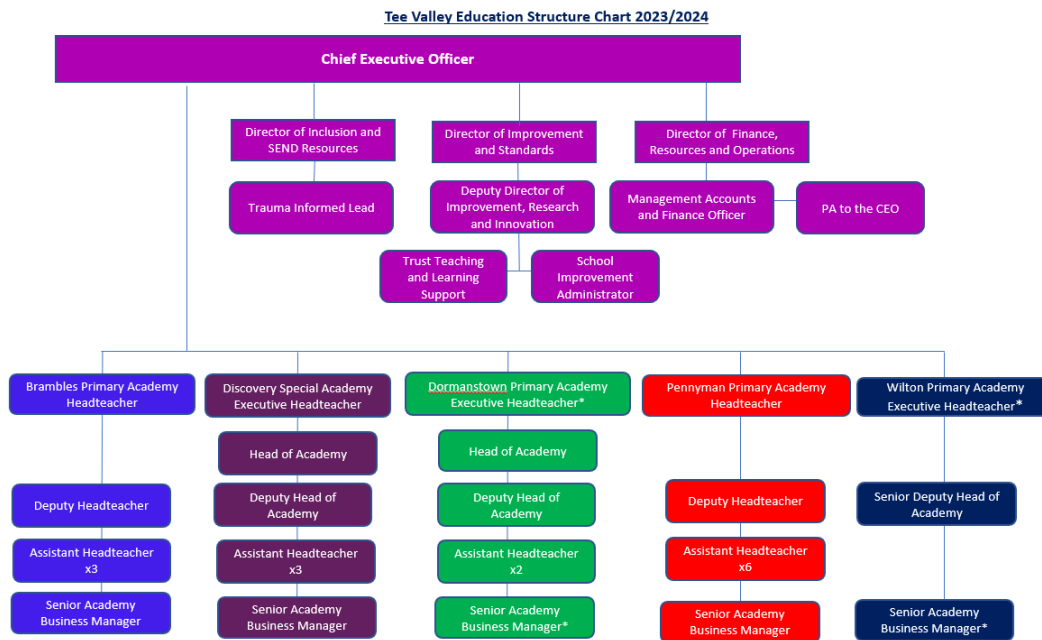 Tee Valley Education Structure Chart 2023/2024
Chief Executive Officer
Director of Inclusion and
SEND Resources
Director of Improvement
and Standards
Director of  Finance,
Resources and Operations
Trauma Informed Lead
Deputy Director of
Improvement, Research
and Innovation
Management Accounts
and Finance Officer
PA to the CEO
Trust Teaching
and Learning
Support
School
Improvement
Administrator
Brambles Primary Academy
Headteacher
Discovery Special Academy
Executive Headteacher
Dormanstown Primary Academy
Executive Headteacher*
Pennyman Primary Academy
Headteacher
Wilton Primary Academy
Executive Headteacher*
Head of Academy
Head of Academy
Deputy Headteacher
Deputy Head of
Academy
Deputy Head of
Academy
Deputy Headteacher
Senior Deputy Head of
Academy
Assistant Headteacher
x3
Assistant Headteacher
x3
Assistant Headteacher
x2
Assistant Headteacher
x6
Senior Academy
Business Manager
Senior Academy
Business Manager
Senior Academy
Business Manager*
Senior Academy
Business Manager
Senior Academy
Business Manager*